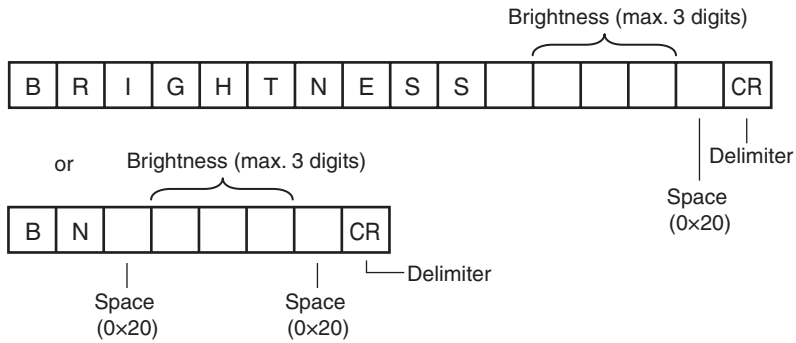 Brightness (max. 3 digits)
B R I G H T N E S S CR
Delimiter
Space
(0×20)
or
Brightness (max. 3 digits)
B N CR
Delimiter
Space
(0×20)
Space
(0×20)